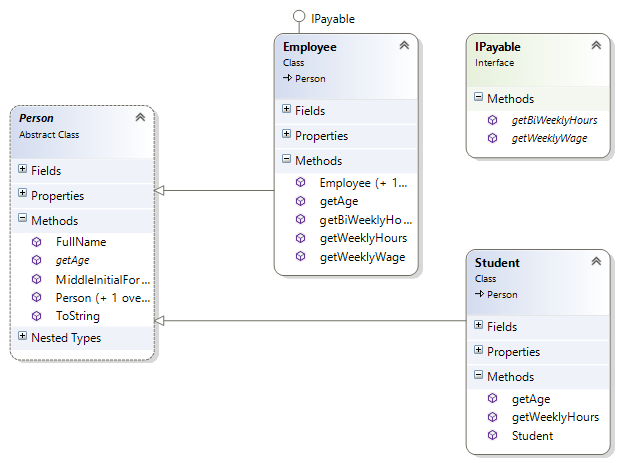 IPayable
Employee
Class
Person
Fields
Properties
Methods
Employee (+ 1...
getAge
getBiWeeklyHo...
getWeeklyHours
getWeeklyWage
IPayable
Interface
Methods
getBiWeeklyHours
getWeeklyWage
Person
Abstract Class
Fields
Properties
Methods
FullName
getAge
MiddleInitialFor...
Person (+ 1 ove...
ToString
Nested Types
Student
Class
Person
Fields
Properties
Methods
getAge
getWeeklyHours
Student